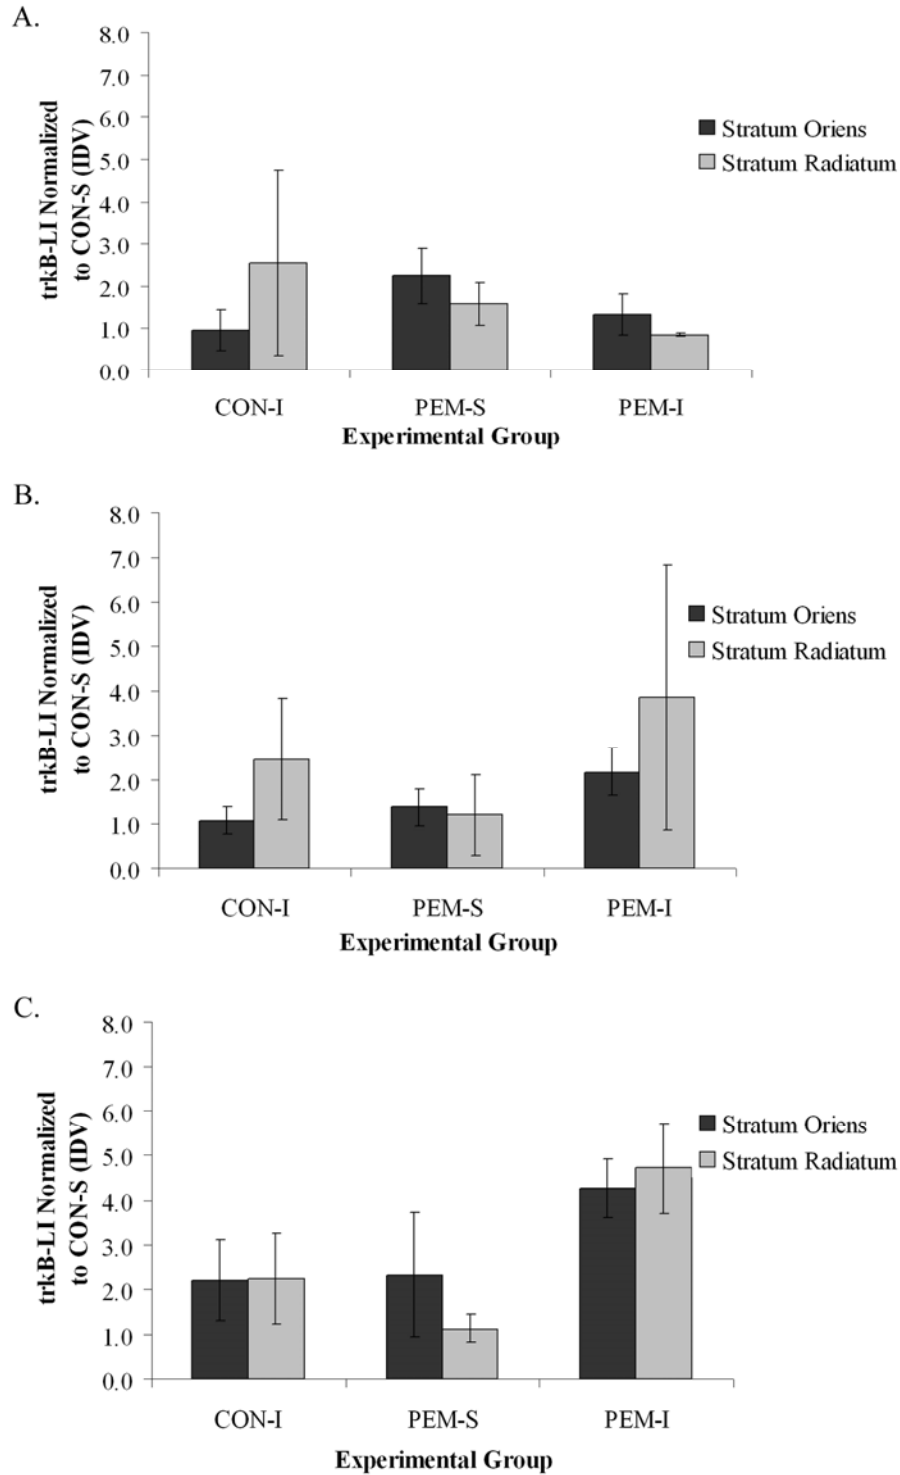 A.
8.0
7.0
6.0
5.0
4.0
3.0
2.0
1.0
0.0
trkB-LI Normalized
to CON-S (IDV)
Stratum Oriens
Stratum Radiatum
CON-I PEM-S PEM-I
Experimental Group
B.
8.0
7.0
6.0
5.0
4.0
3.0
2.0
1.0
0.0
trkB-LI Normalized
to CON-S (IDV)
Stratum Oriens
Stratum Radiatum
CON-I PEM-S PEM-I
Experimental Group
C.
8.0
7.0
6.0
5.0
4.0
3.0
2.0
1.0
0.0
trkB-LI Normalized
to CON-S (IDV)
Stratum Oriens
Stratum Radiatum
CON-I PEM-S PEM-I
Experimental Group